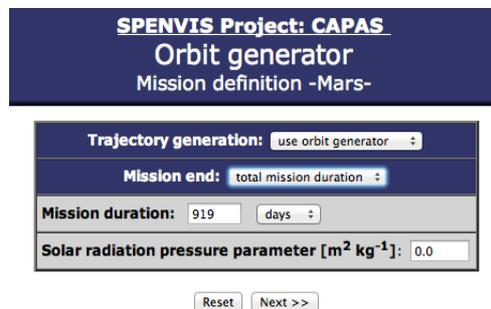 SPENVIS Project: CAPAS
Orbit generator
Mission definition -Mars-
Trajectory generation: use orbit generator
Mission end: total mission duration
Mission duration: 919 days
Solar radiation pressure parameter [m² kg⁻¹]: 0.0
Reset Next >>